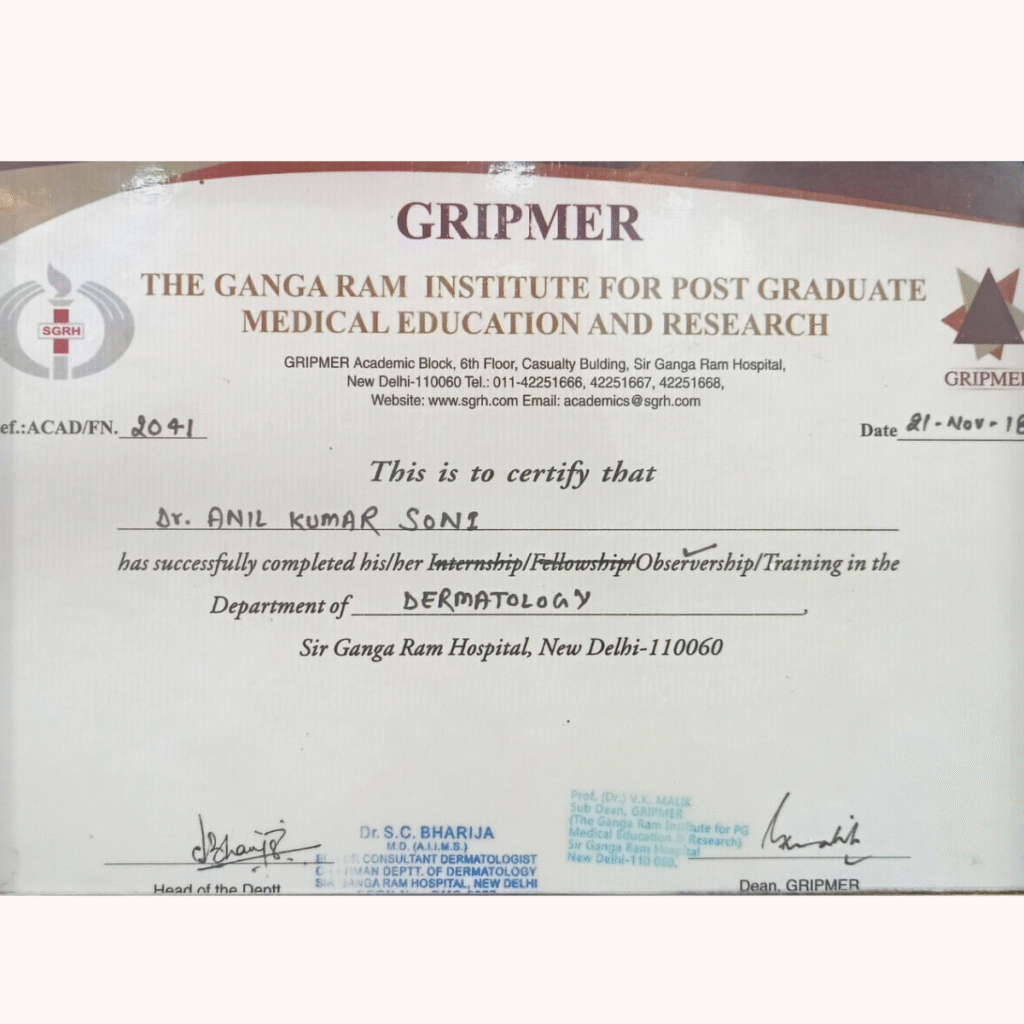 GRIPMER
THE GANGA RAM INSTITUTE FOR POST GRADUATE
MEDICAL EDUCATION AND RESEARCH
SGRH
GRIPMER
GRIPMER Academic Block, 6th Floor, Casualty Bulding, Sir Ganga Ram Hospital,
New Delhi-110060 Tel.: 011-42251666, 42251667, 42251668,
Website: www.sgrh.com Email: academics@sgrh.com
ef.:ACAD/FN. 2041
Date 21-Nov-18
This is to certify that
Dr. ANIL KUMAR SONI
has successfully completed his/her Internship/Fellowship/Observership/Training in the
Department of DERMATOLOGY,
Sir Ganga Ram Hospital, New Delhi-110060
Prof. (Dr.) V.K. MALIK
Sub Dean, GRIPMER
(The Ganga Ram Institute for PG
Medical Education & Research)
Sir Ganga Ram Hospital
New Delhi-110 060.
Dr. S.C. BHARIJA
M.D. (A.I.I.M.S.)
CONSULTANT DERMATOLOGIST
DEPTT. OF DERMATOLOGY
GANGA RAM HOSPITAL, NEW DELHI
Head of the Deptt
Dean, GRIPMER